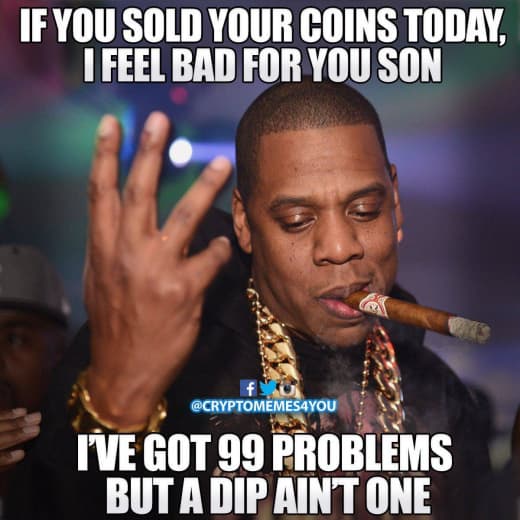 IF YOU SOLD YOUR COINS TODAY,
I FEEL BAD FOR YOU SON
@CRYPTOMEMES4YOU
I'VE GOT 99 PROBLEMS
BUT A DIP AIN'T ONE